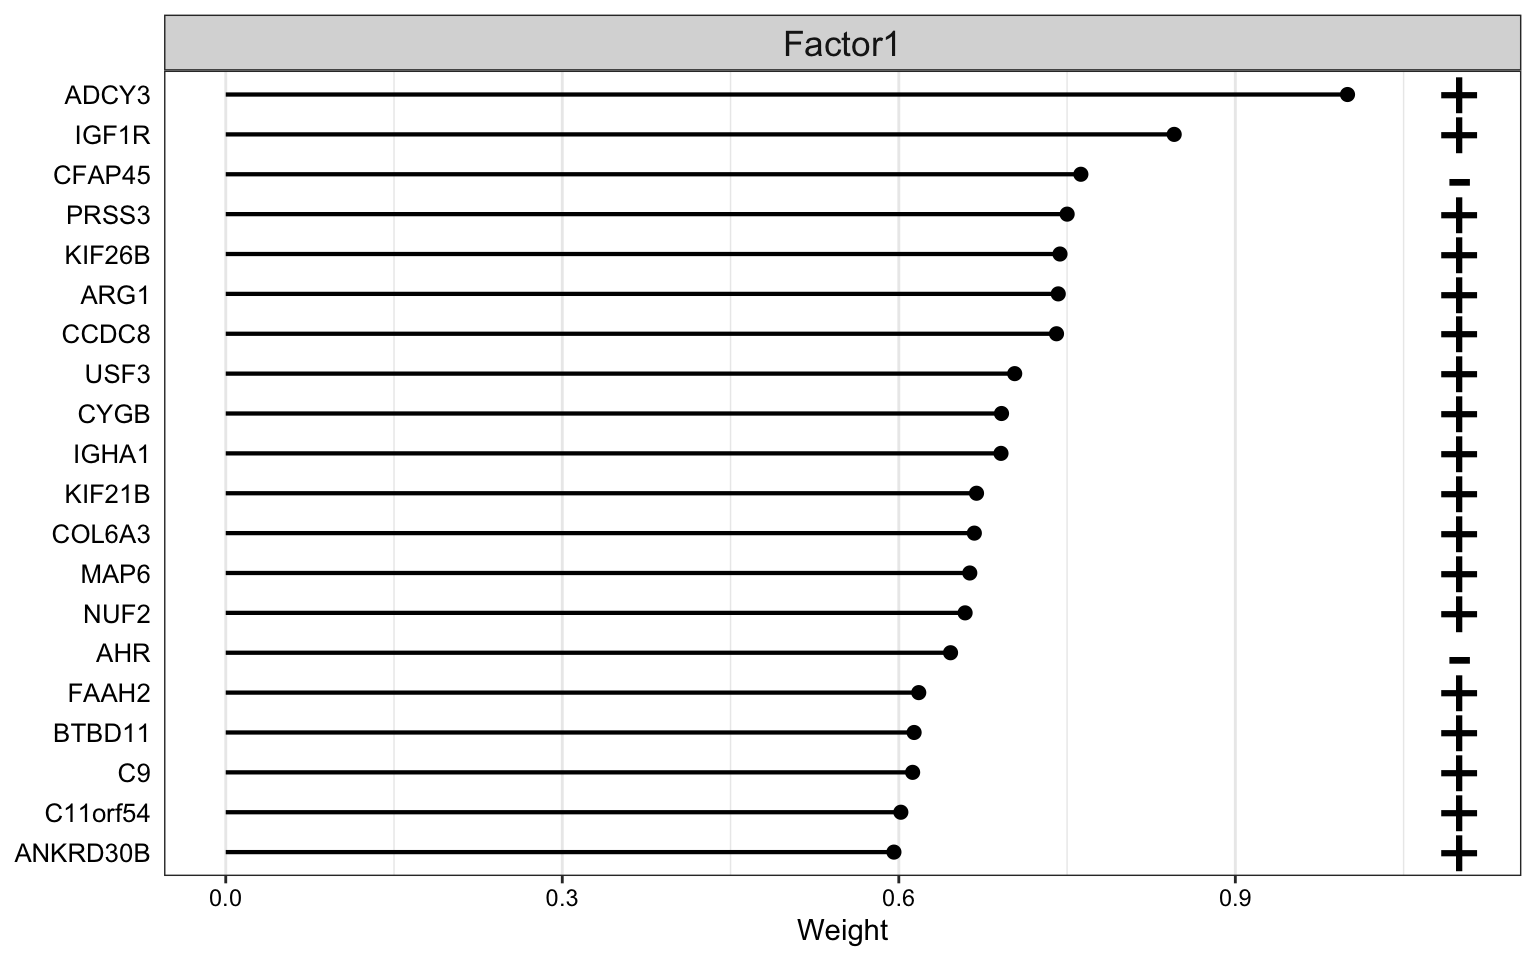 Factor1
ADCY3 +
IGF1R +
CFAP45 -
PRSS3 +
KIF26B +
ARG1 +
CCDC8 +
USF3 +
CYGB +
IGHA1 +
KIF21B +
COL6A3 +
MAP6 +
NUF2 +
AHR -
FAAH2 +
BTBD11 +
C9 +
C11orf54 +
ANKRD30B +
0.0 0.3 0.6 0.9
Weight